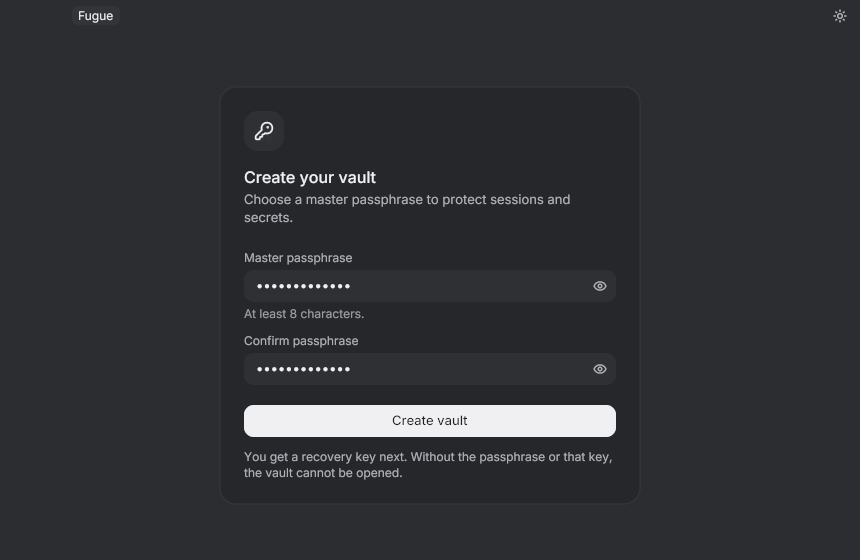 Fugue
Create your vault
Choose a master passphrase to protect sessions and
secrets.
Master passphrase
•••••••••••••
At least 8 characters.
Confirm passphrase
•••••••••••••
Create vault
You get a recovery key next. Without the passphrase or that key,
the vault cannot be opened.